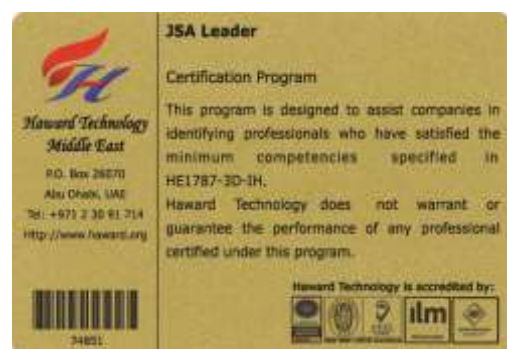 Haward Technology
Middle East
P.O. Box 26070
Abu Dhabi, UAE
Tel: +971 2 30 91 714
http://www.haward.org
74851
JSA Leader
Certification Program
This program is designed to assist companies in
identifying professionals who have satisfied the
minimum competencies specified in
HE1787-3D-IH.
Haward Technology does not warrant or
guarantee the performance of any professional
certified under this program.
Haward Technology is accredited by:
ilm